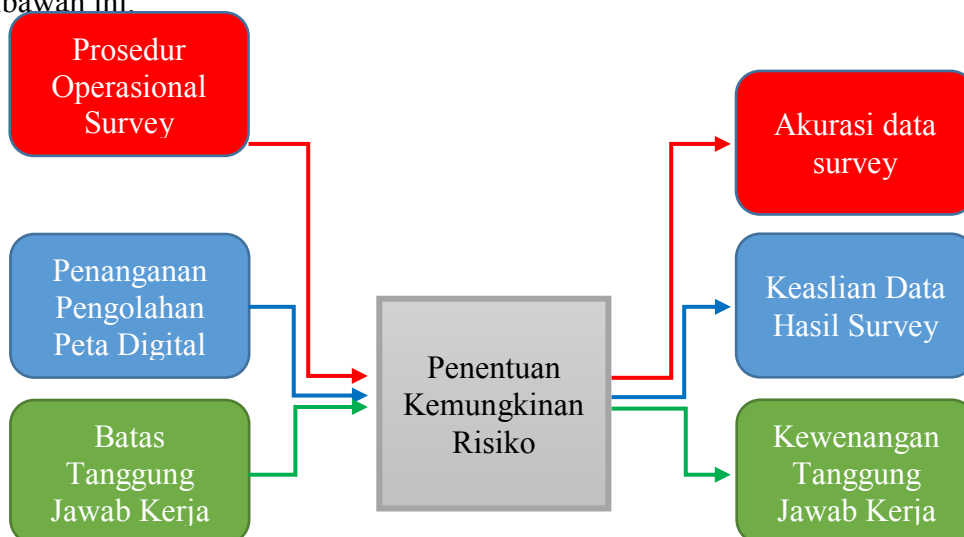 Prosedur
Operasional
Survey
Penanganan
Pengolahan
Peta Digital
Batas
Tanggung
Jawab Kerja
Penentuan
Kemungkinan
Risiko
Akurasi data
survey
Keaslian Data
Hasil Survey
Kewenangan
Tanggung
Jawab Kerja